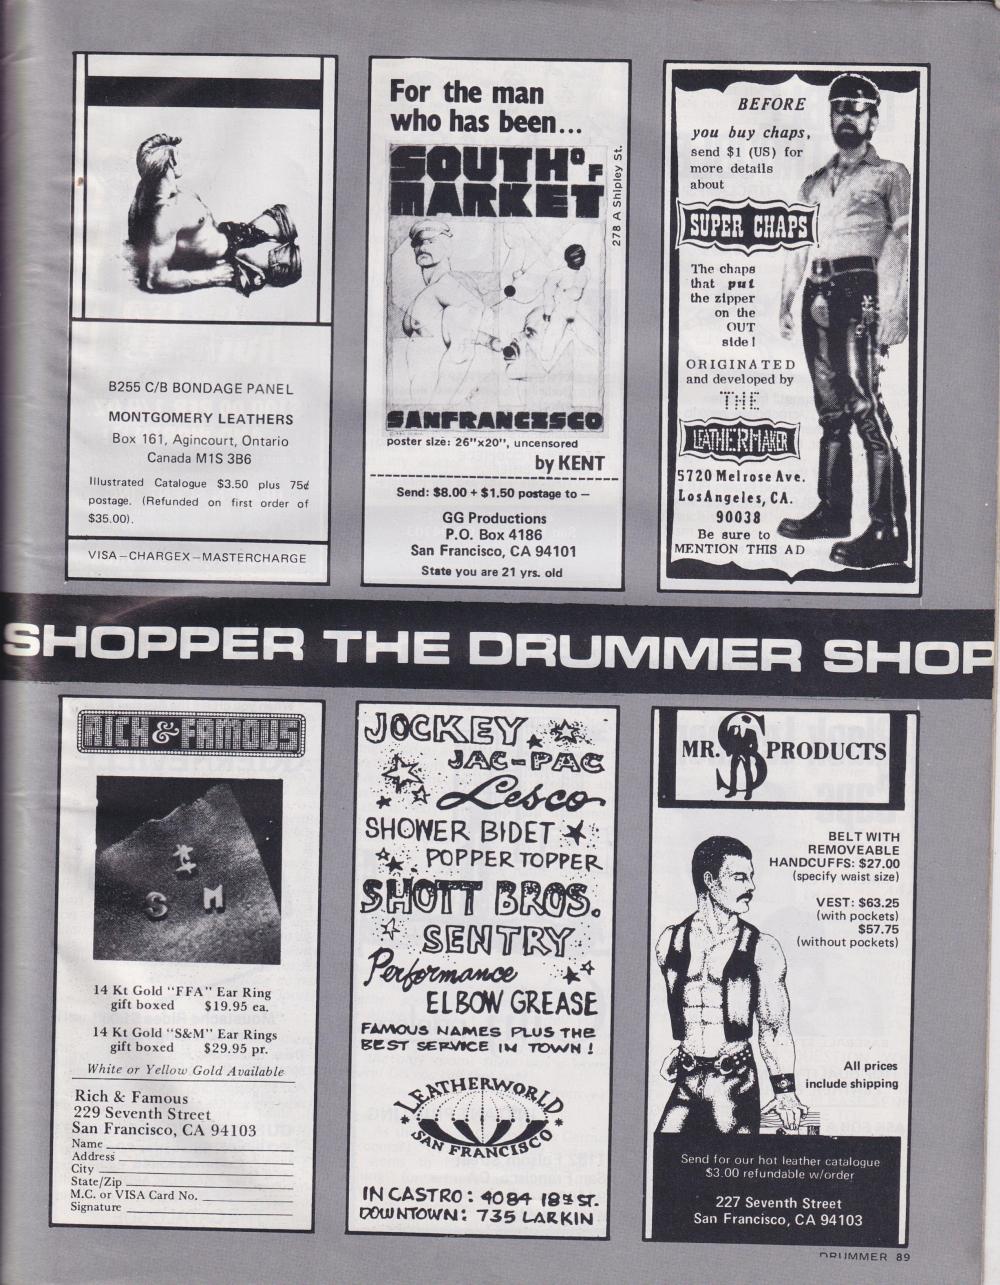 B255 C/B BONDAGE PANEL
MONTGOMERY LEATHERS
Box 161, Agincourt, Ontario
Canada M1S 3B6
Illustrated Catalogue $3.50 plus 75¢
postage. (Refunded on first order of
$35.00).
VISA—CHARGEX—MASTERCHARGE
For the man
who has been...
SOUTH OF
MARKET
278 A Shipley St.
SANFRANCISCO
poster size: 26"x20", uncensored
by KENT
Send: $8.00 + $1.50 postage to —
GG Productions
P.O. Box 4186
San Francisco, CA 94101
State you are 21 yrs. old
BEFORE
you buy chaps,
send $1 (US) for
more details
about
SUPER CHAPS
The chaps
that put
the zipper
on the
OUT
side!
ORIGINATED
and developed by
THE
LEATHERMAKER
5720 Melrose Ave.
Los Angeles, CA.
90038
Be sure to
MENTION THIS AD
SHOPPER THE DRUMMER SHOP
RICH & FAMOUS
S M
14 Kt Gold "FFA" Ear Ring
gift boxed $19.95 ea.
14 Kt Gold "S&M" Ear Rings
gift boxed $29.95 pr.
White or Yellow Gold Available
Rich & Famous
229 Seventh Street
San Francisco, CA 94103
Name
Address
City
State/Zip
M.C. or VISA Card No.
Signature
JOCKEY
JAC-PAC
Lesco
SHOWER BIDET
POPPER TOPPER
SHOTT BROS.
SENTRY
Performance
ELBOW GREASE
FAMOUS NAMES PLUS THE
BEST SERVICE IN TOWN!
LEATHERWORLD
SAN FRANCISCO
IN CASTRO: 4084 18th ST.
DOWNTOWN: 735 LARKIN
MR. S PRODUCTS
BELT WITH
REMOVEABLE
HANDCUFFS: $27.00
(specify waist size)
VEST: $63.25
(with pockets)
$57.75
(without pockets)
All prices
include shipping
Send for our hot leather catalogue
$3.00 refundable w/order
227 Seventh Street
San Francisco, CA 94103
DRUMMER 89